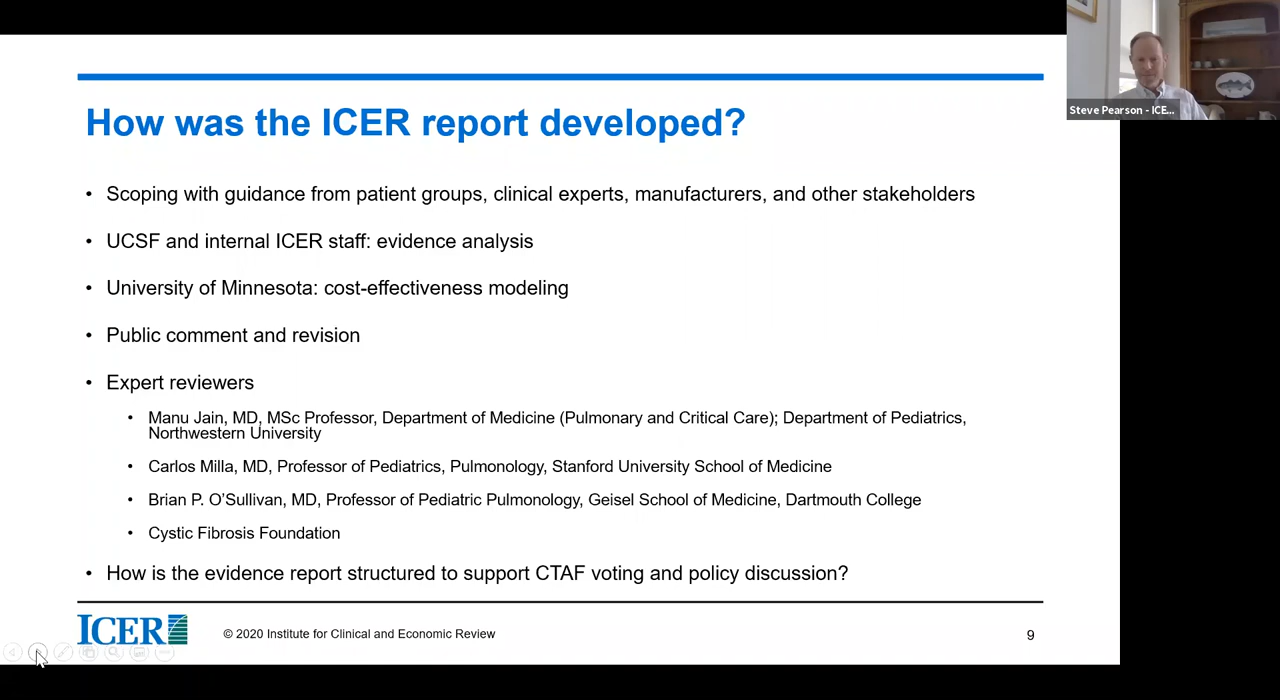 Steve Pearson - ICE...
How was the ICER report developed?
• Scoping with guidance from patient groups, clinical experts, manufacturers, and other stakeholders
• UCSF and internal ICER staff: evidence analysis
• University of Minnesota: cost-effectiveness modeling
• Public comment and revision
• Expert reviewers
• Manu Jain, MD, MSc Professor, Department of Medicine (Pulmonary and Critical Care); Department of Pediatrics,
Northwestern University
• Carlos Milla, MD, Professor of Pediatrics, Pulmonology, Stanford University School of Medicine
• Brian P. O’Sullivan, MD, Professor of Pediatric Pulmonology, Geisel School of Medicine, Dartmouth College
• Cystic Fibrosis Foundation
• How is the evidence report structured to support CTAF voting and policy discussion?
ICER
© 2020 Institute for Clinical and Economic Review
9